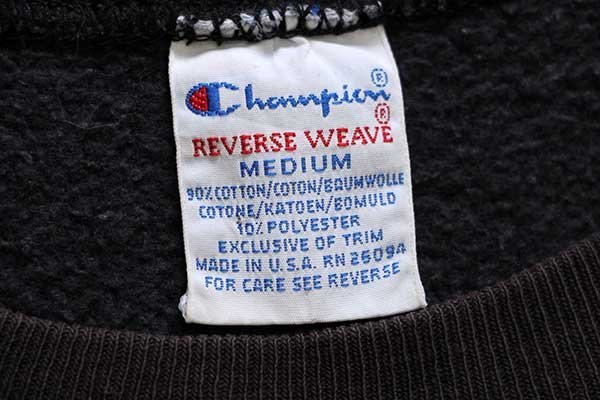 Champion®
REVERSE WEAVE®
MEDIUM
90% COTTON/COTON/BAUMWOLLE
COTONE/KATOEN/BOMULD
10% POLYESTER
EXCLUSIVE OF TRIM
MADE IN U.S.A. RN 26094
FOR CARE SEE REVERSE